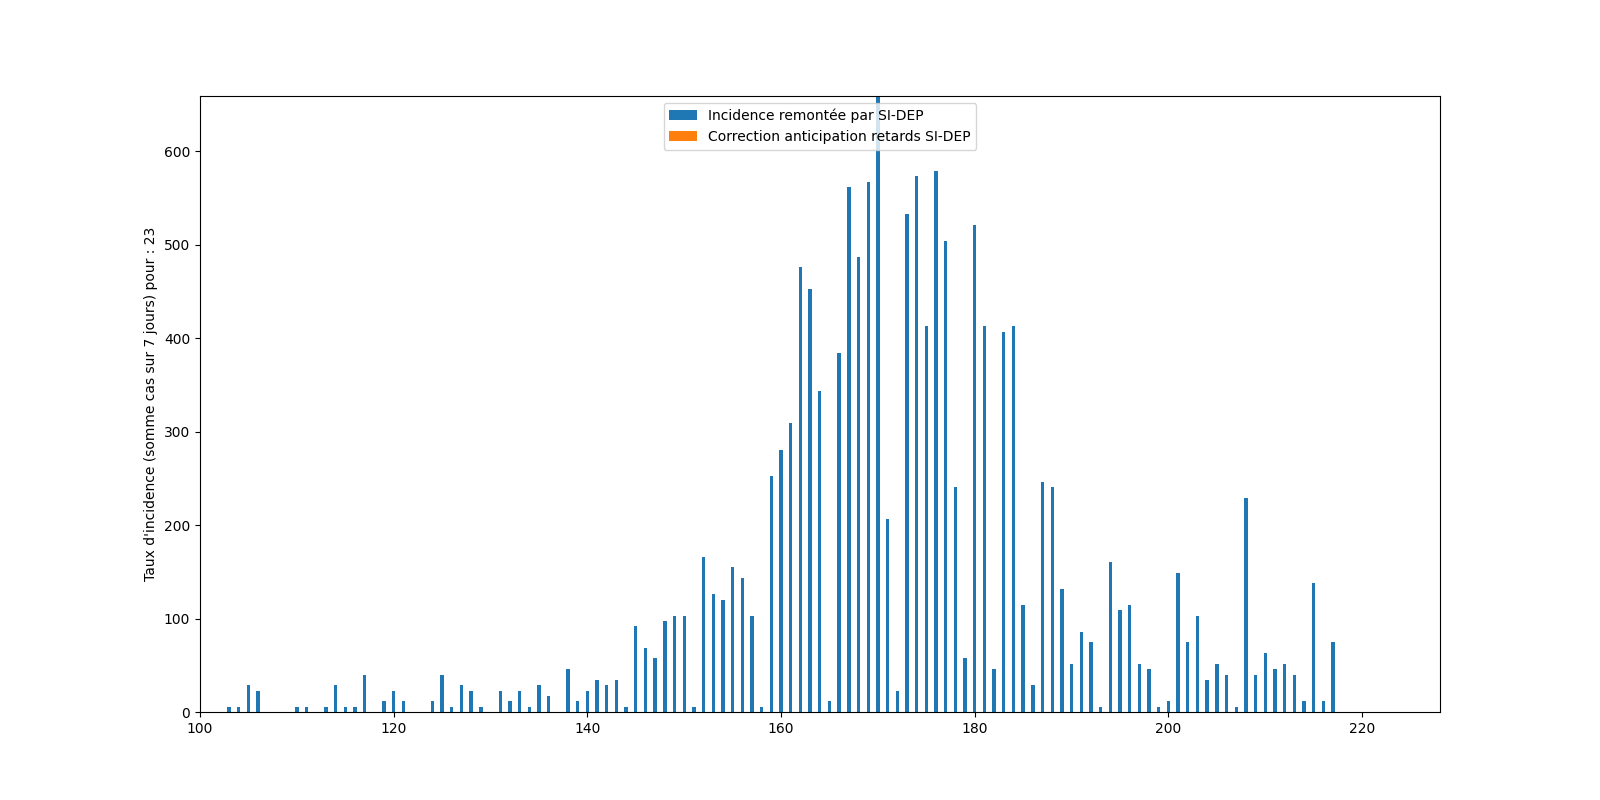 Incidence remontée par SI-DEP
Correction anticipation retards SI-DEP
Taux d'incidence (somme cas sur 7 jours) pour : 23
600
500
400
300
200
100
0
100 120 140 160 180 200 220